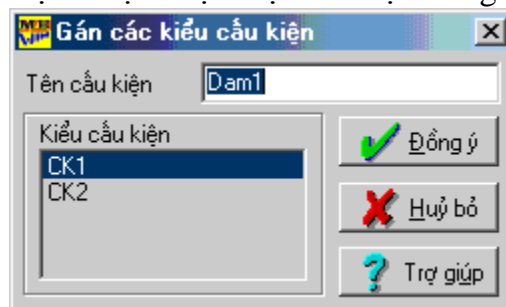 Gán các kiểu cấu kiện
Tên cấu kiện
Dam1
Kiểu cấu kiện
CK1
CK2
Đồng ý
Huỷ bỏ
Trợ giúp